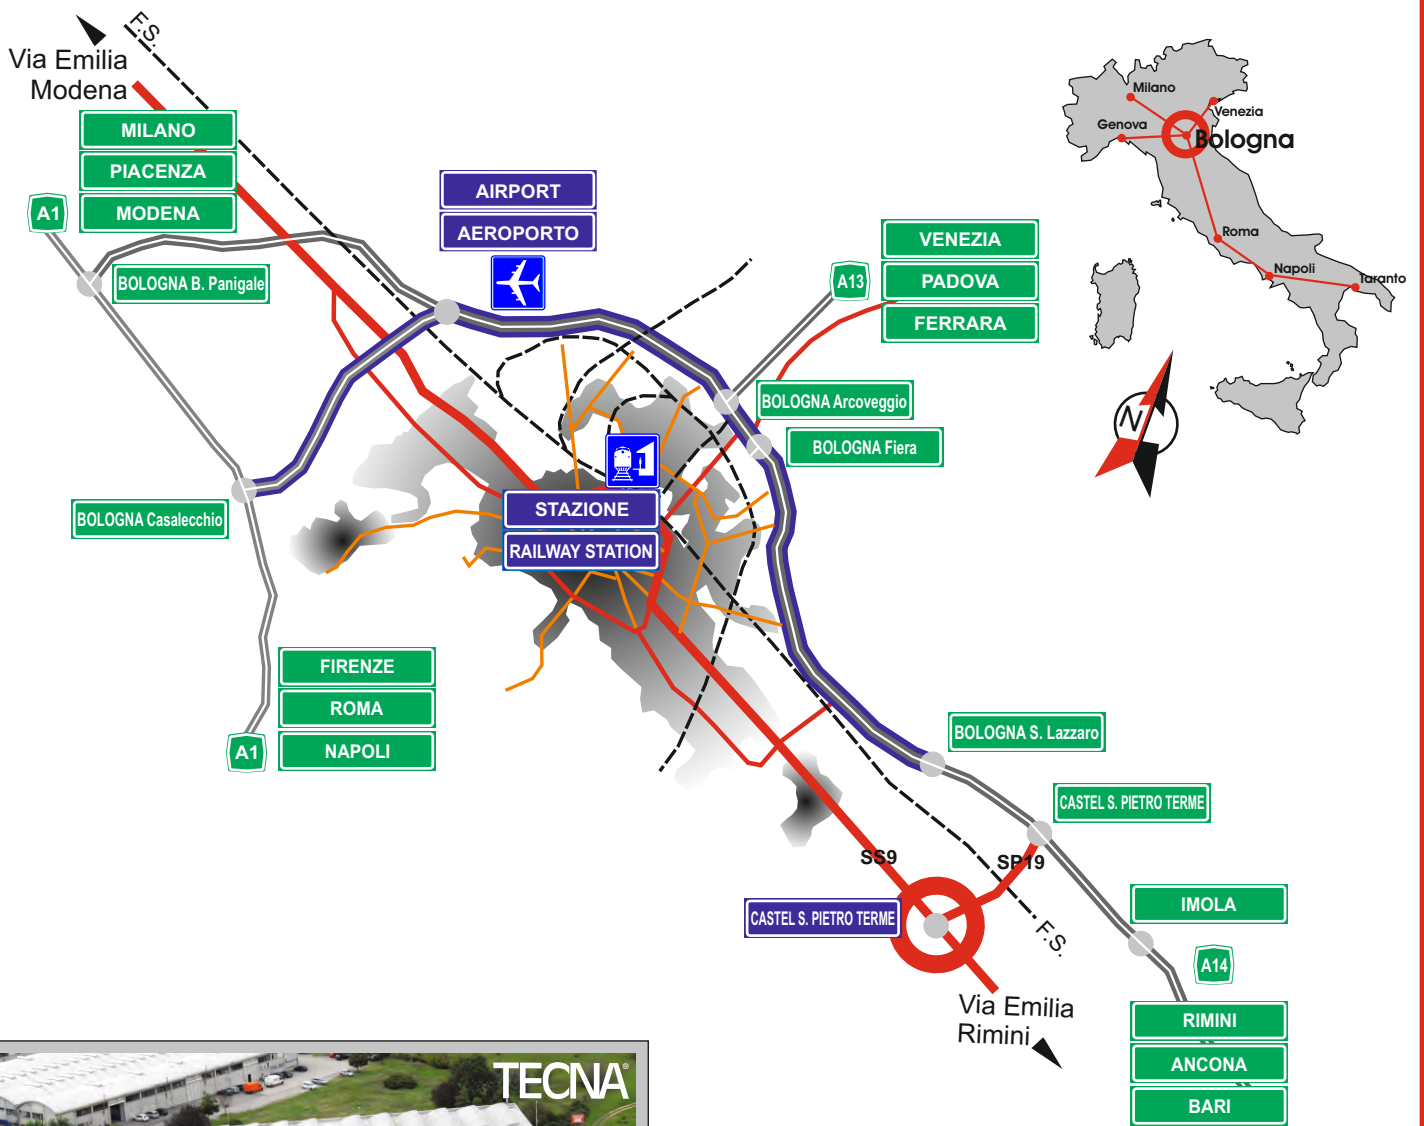 F.S.
Via Emilia
Modena
MILANO
PIACENZA
MODENA
A1
BOLOGNA B. Panigale
AIRPORT
AEROPORTO
VENEZIA
PADOVA
FERRARA
A13
Milano
Venezia
Genova
Bologna
Roma
Napoli
Taranto
N
BOLOGNA Arcoveggio
BOLOGNA Fiera
BOLOGNA Casalecchio
STAZIONE
RAILWAY STATION
FIRENZE
ROMA
NAPOLI
A1
BOLOGNA S. Lazzaro
CASTEL S. PIETRO TERME
SS9
SP19
CASTEL S. PIETRO TERME
F.S.
IMOLA
A14
Via Emilia
Rimini
RIMINI
ANCONA
BARI
TECNA®